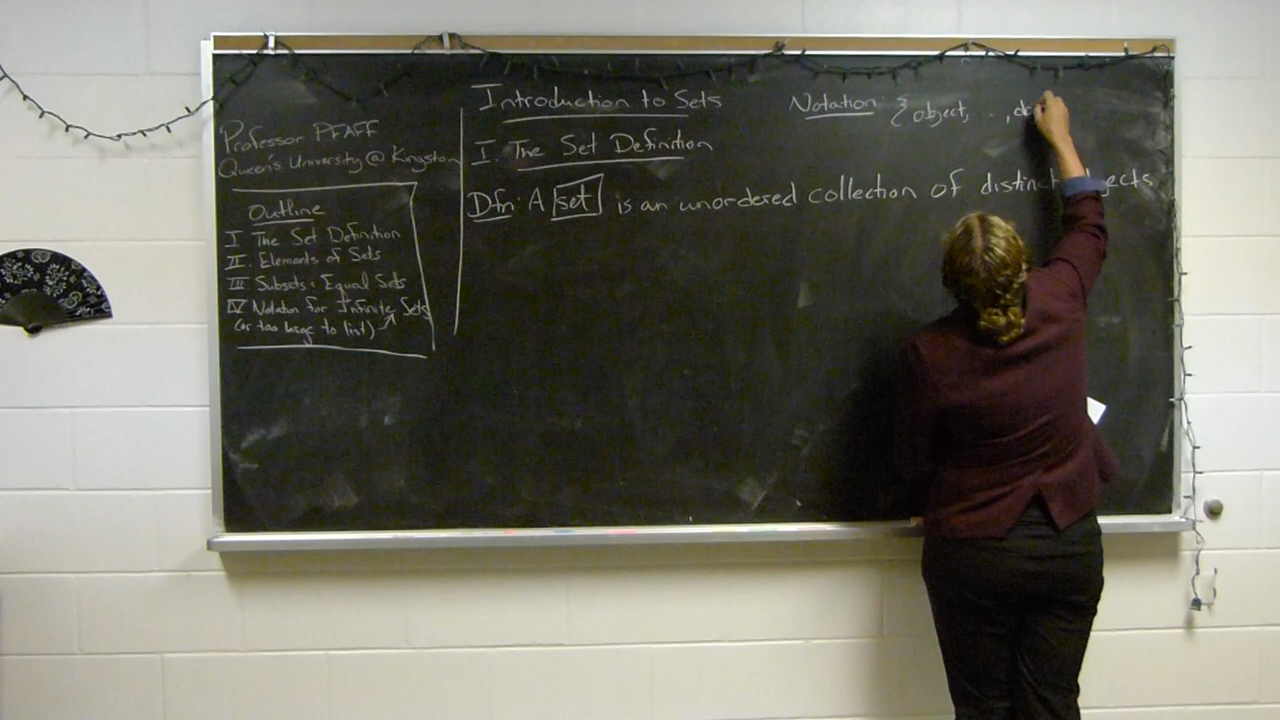 Professor PFAFF
Queen's University @ Kingston
Outline
I The Set Definition
II. Elements of Sets
III Subsets & Equal Sets
IV Notation for Infinite Sets
(or too large to list)
Introduction to Sets
I. The Set Definition
Dfn: A set is an unordered collection of distinct
Notation: { object, ..,